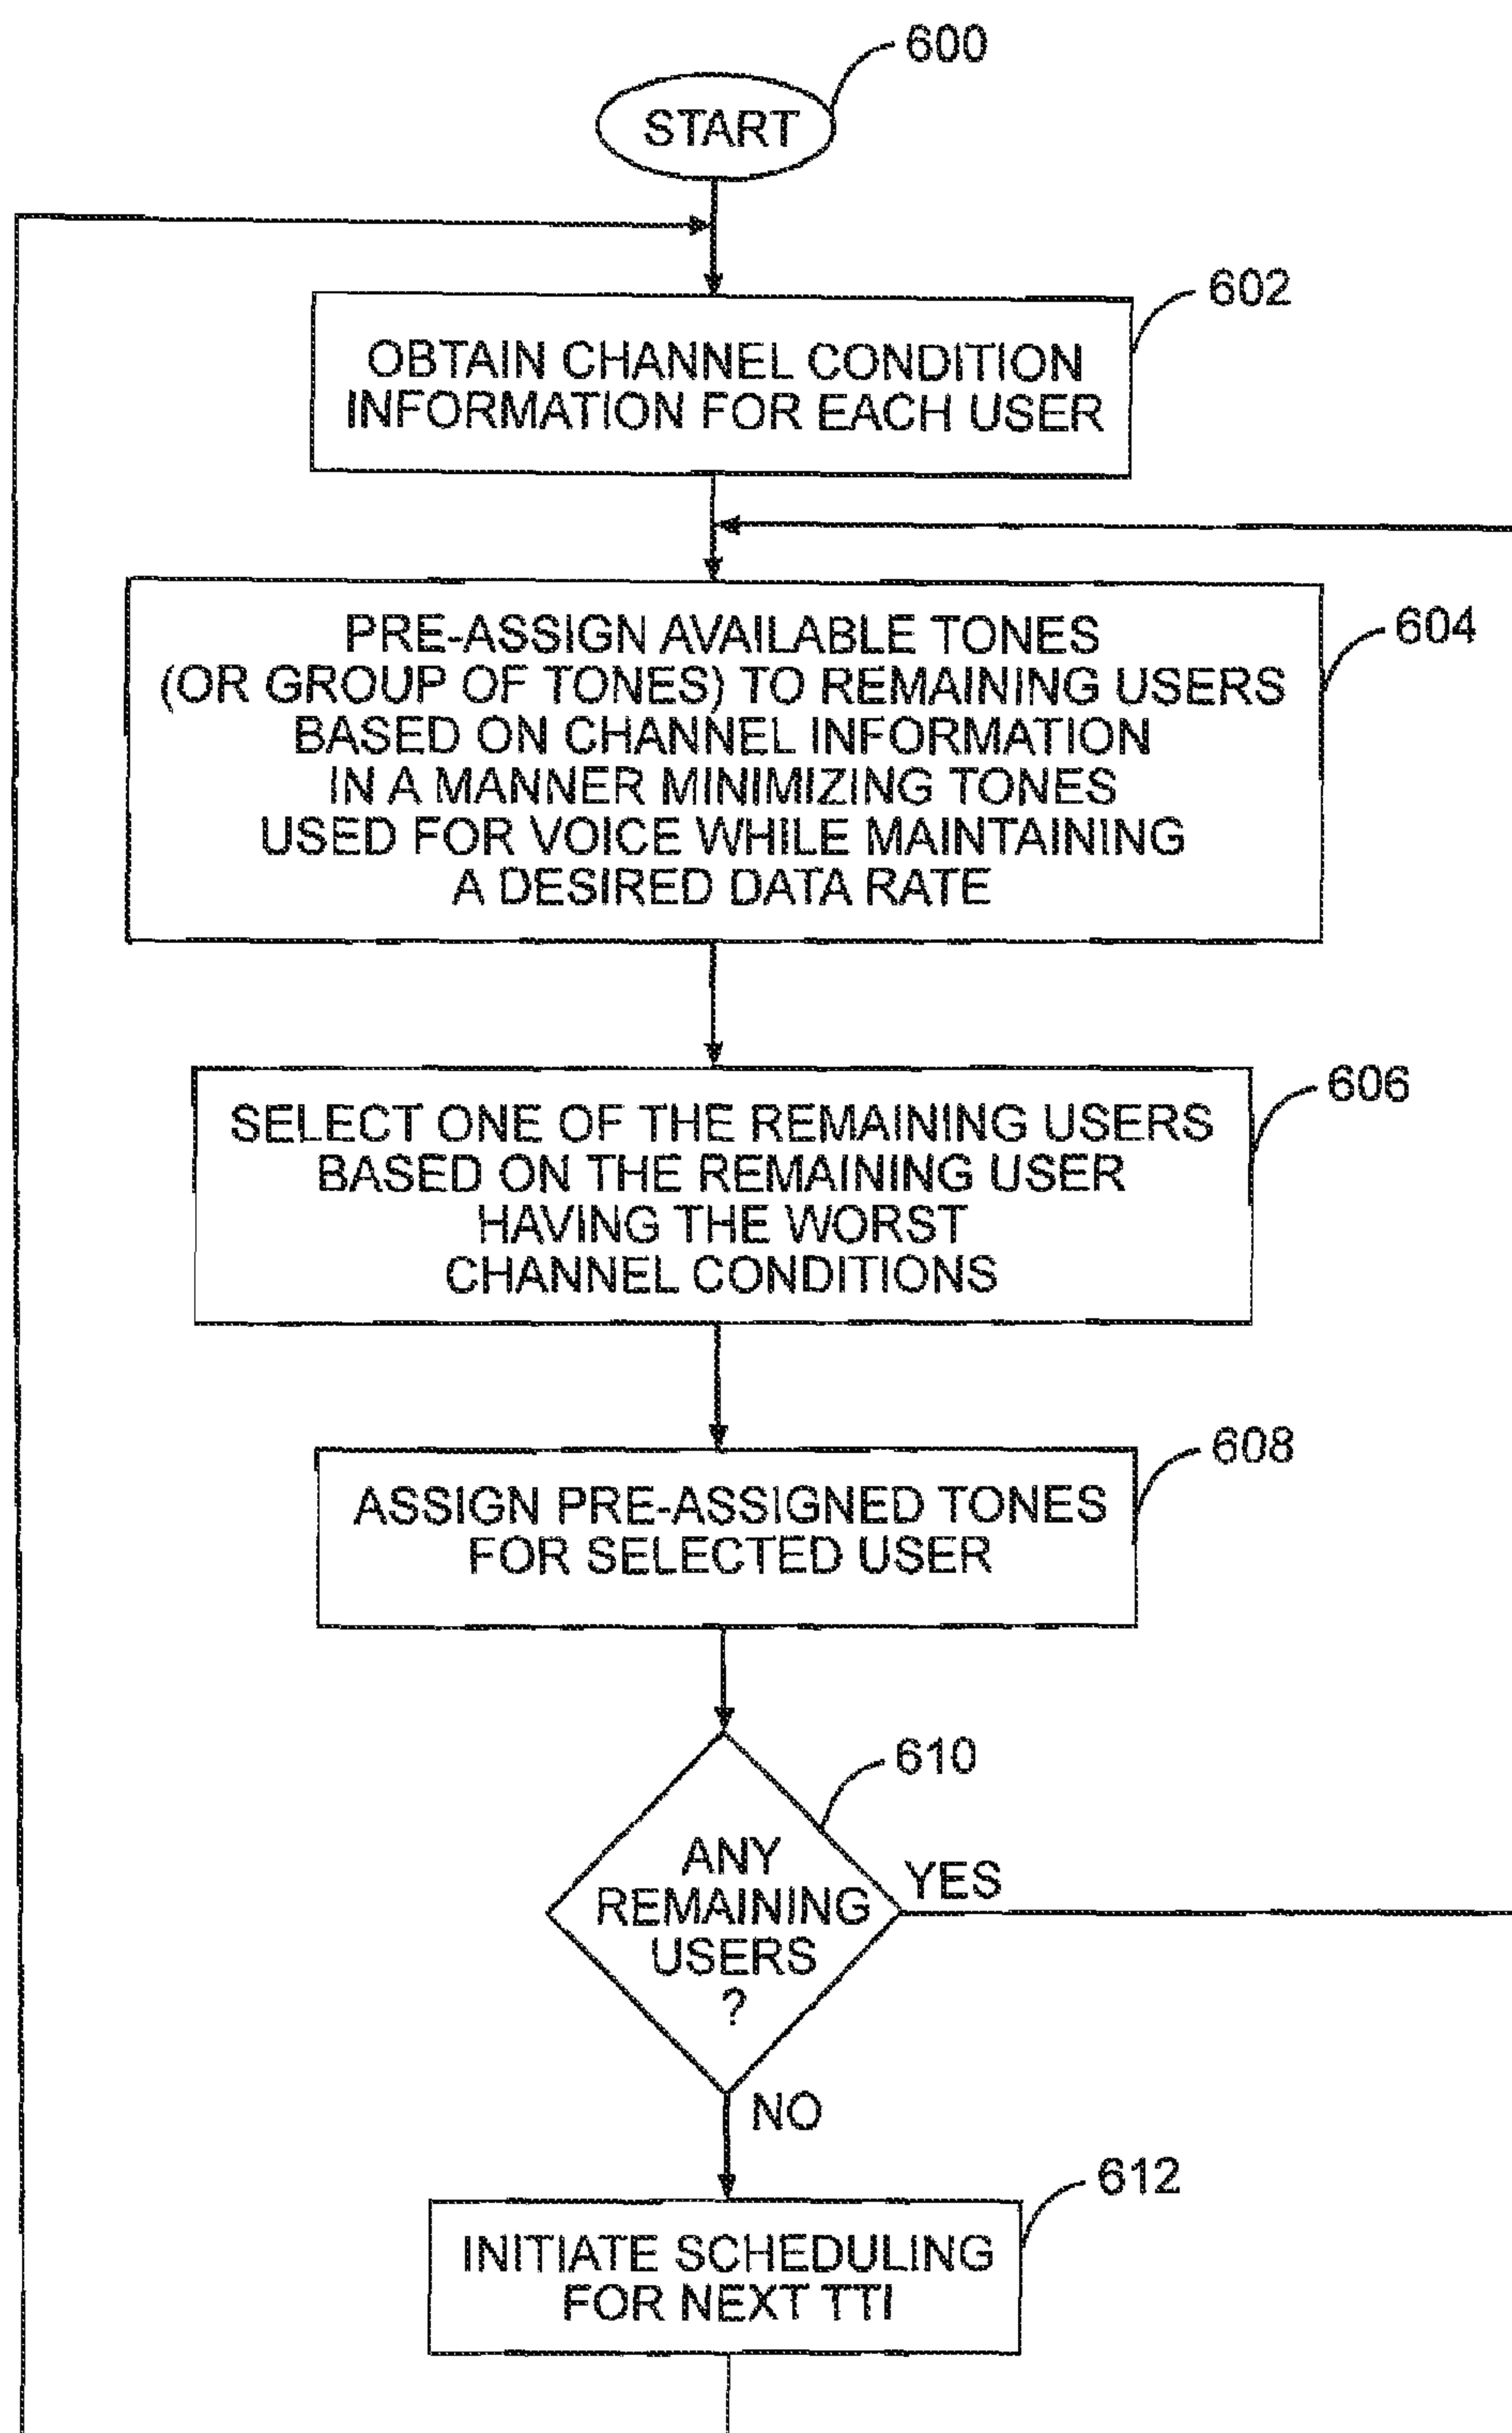 600
START
602
OBTAIN CHANNEL CONDITION
INFORMATION FOR EACH USER
604
PRE-ASSIGN AVAILABLE TONES
(OR GROUP OF TONES) TO REMAINING USERS
BASED ON CHANNEL INFORMATION
IN A MANNER MINIMIZING TONES
USED FOR VOICE WHILE MAINTAINING
A DESIRED DATA RATE
606
SELECT ONE OF THE REMAINING USERS
BASED ON THE REMAINING USER
HAVING THE WORST
CHANNEL CONDITIONS
608
ASSIGN PRE-ASSIGNED TONES
FOR SELECTED USER
610
ANY
REMAINING
USERS
?
YES
NO
612
INITIATE SCHEDULING
FOR NEXT TTI